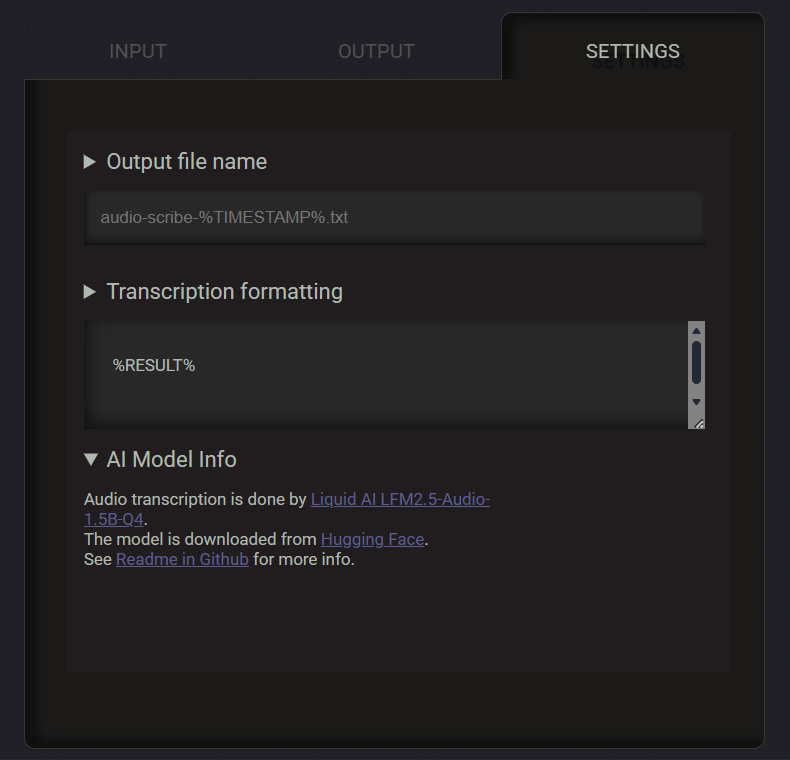 INPUT
OUTPUT
SETTINGS
Output file name
audio-scribe-%TIMESTAMP%.txt
Transcription formatting
%RESULT%
AI Model Info
Audio transcription is done by Liquid AI LFM2.5-Audio-
1.5B-Q4.
The model is downloaded from Hugging Face.
See Readme in Github for more info.